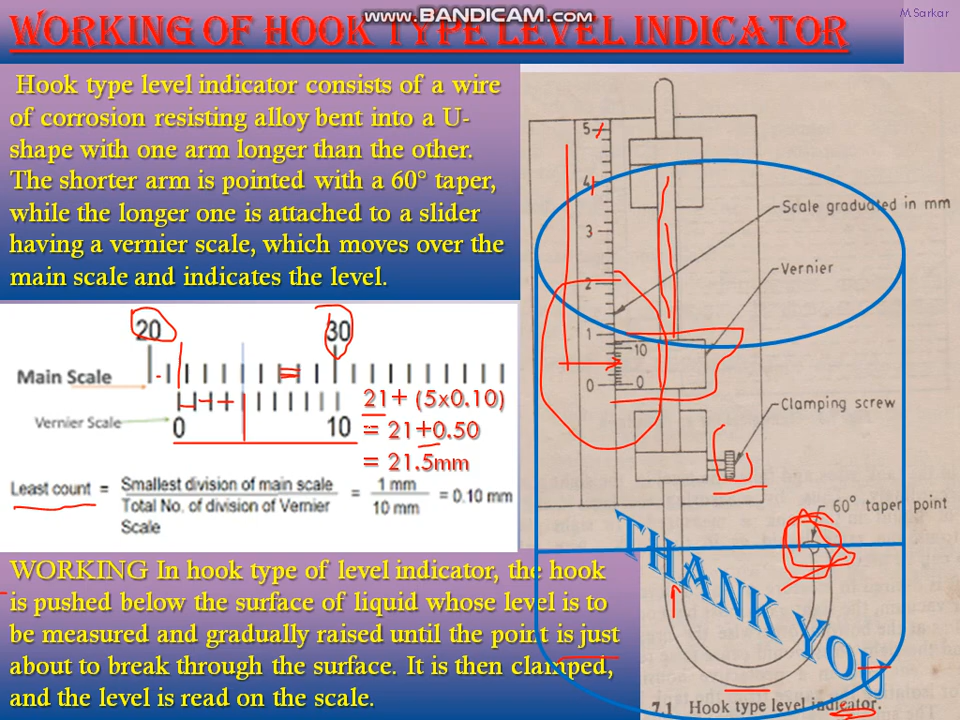 www.BANDICAM.com
M.Sarkar
WORKING OF HOOK TYPE LEVEL INDICATOR
Hook type level indicator consists of a wire
of corrosion resisting alloy bent into a U-
shape with one arm longer than the other.
The shorter arm is pointed with a 60° taper,
while the longer one is attached to a slider
having a vernier scale, which moves over the
main scale and indicates the level.
20 30
Main Scale
Vernier Scale
0 10
21+ (5x0.10)
= 21+0.50
= 21.5mm
Least count = Smallest division of main scale = 1 mm = 0.10 mm
Total No. of division of Vernier 10 mm
Scale
WORKING In hook type of level indicator, the hook
is pushed below the surface of liquid whose level is to
be measured and gradually raised until the point is just
about to break through the surface. It is then clamped,
and the level is read on the scale.
5
4
Scale graduated in mm
3
Vernier
2
1
10
0 0
Clamping screw
60° taper point
THANK YOU
7.1 Hook type level indicator.